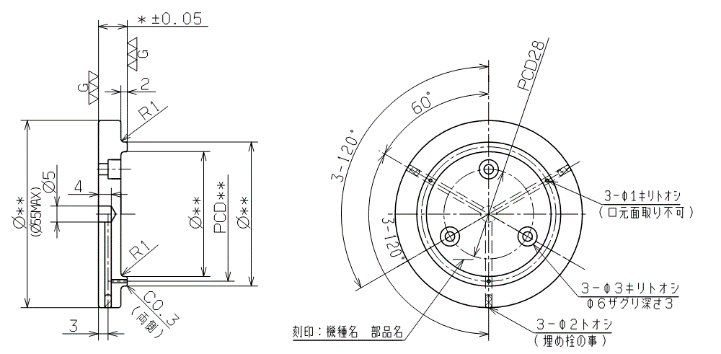 *±0.05
G
G
2
R1
Ø**
(Ø55MAX)
Ø5
4
Ø**
PCD**
Ø**
R1
C0.3
(両側)
3
PCD28
60°
3-120°
3-120°
3-Φ1キリトオシ
(口元面取り不可)
3-Φ3キリトオシ
Φ6ザグリ深さ3
3-Φ2トオシ
(埋め栓の事)
刻印:機種名 部品名